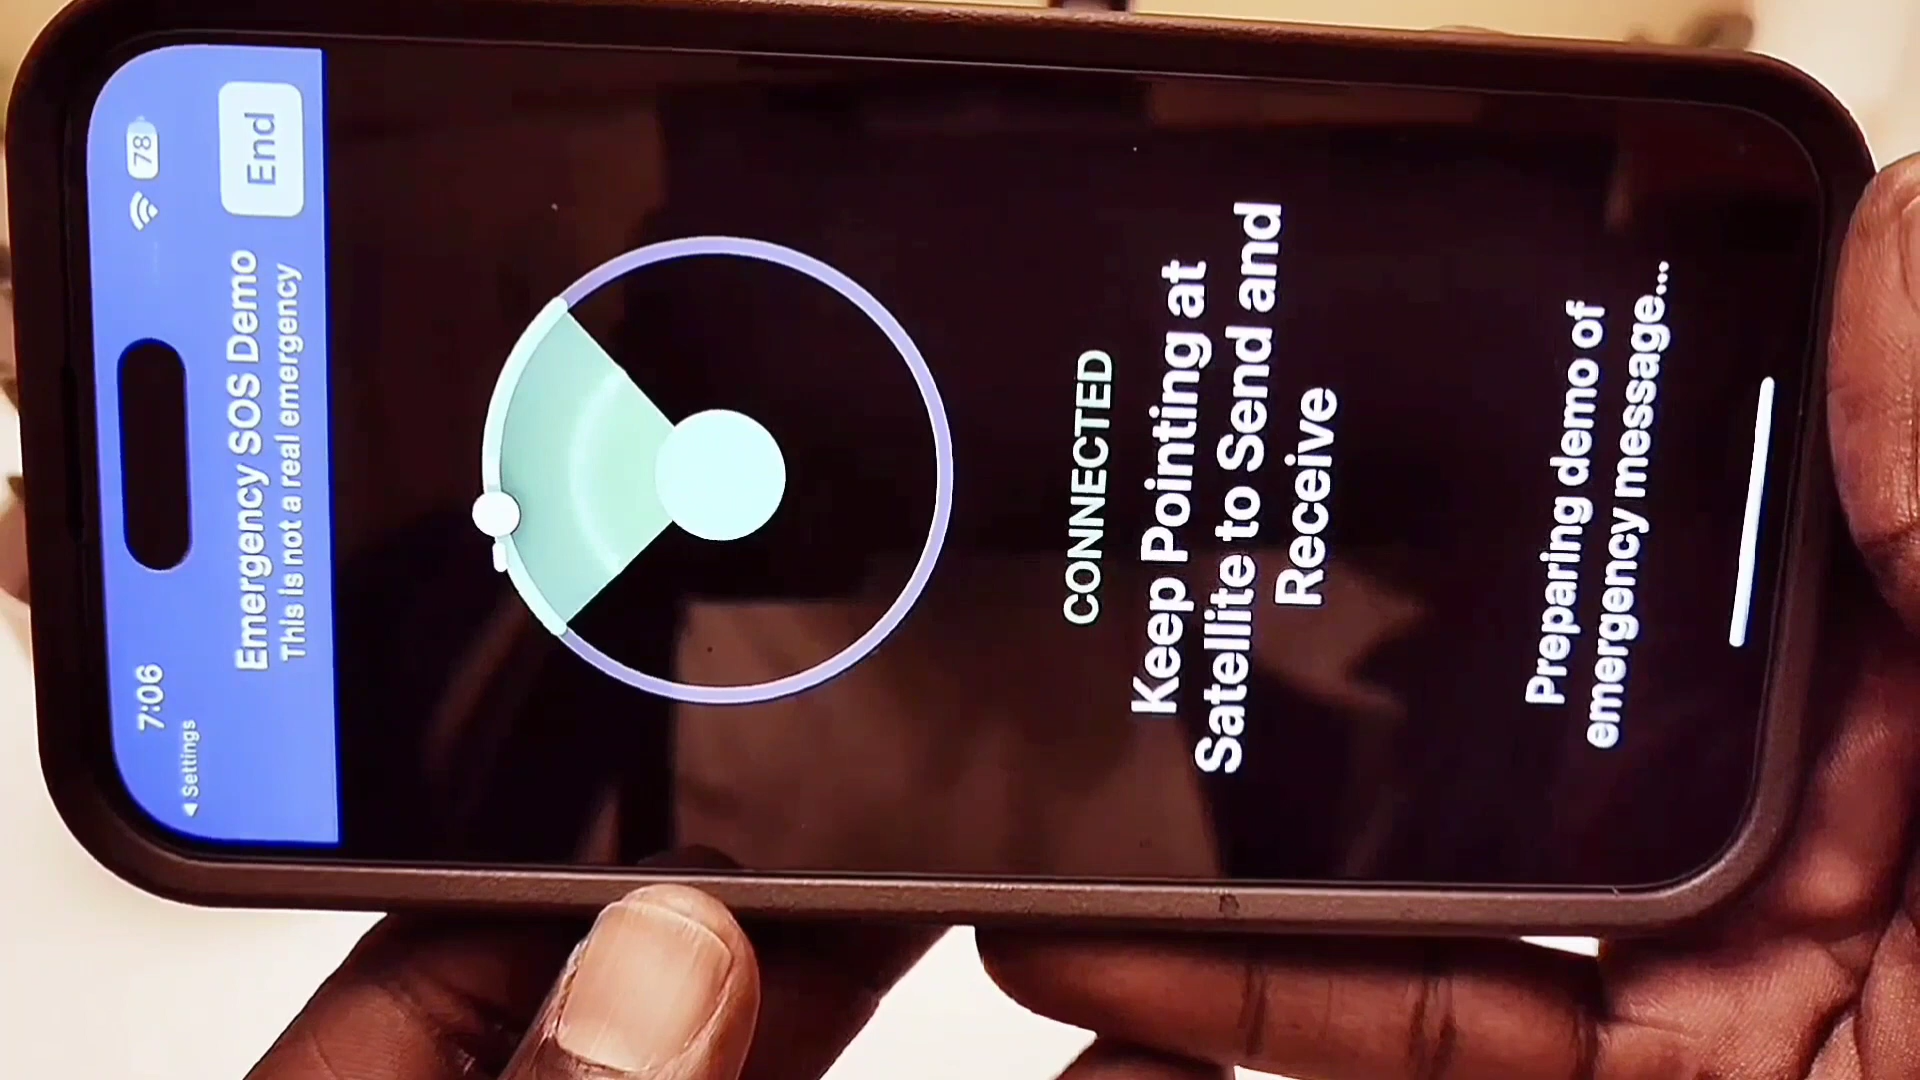 7:06
78
◀ Settings
Emergency SOS Demo
This is not a real emergency
End
CONNECTED
Keep Pointing at
Satellite to Send and
Receive
Preparing demo of
emergency message...